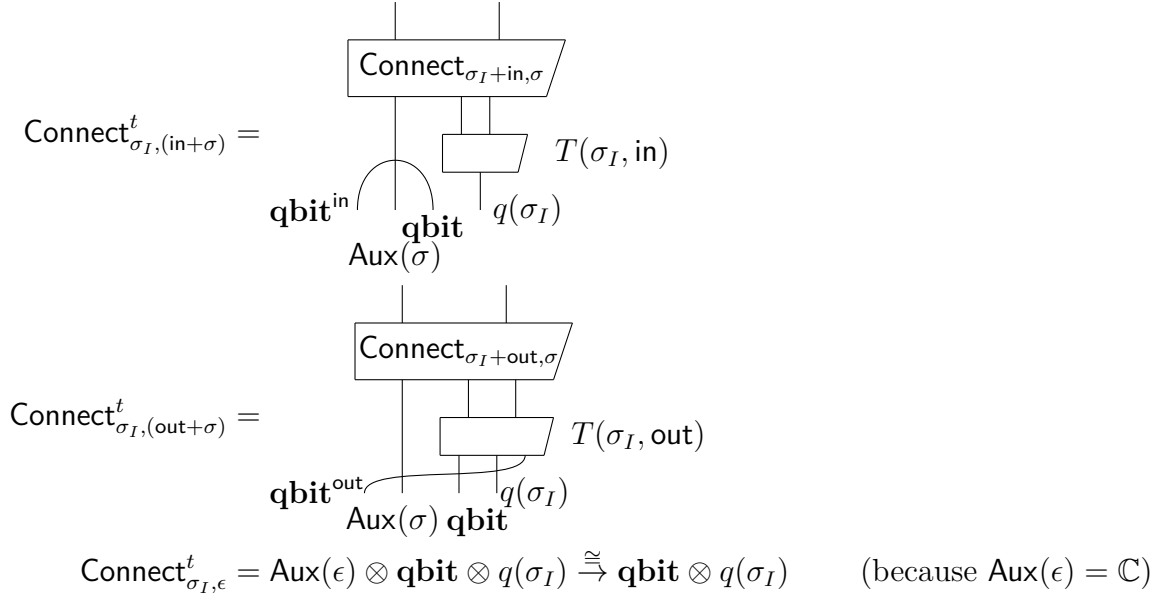 Connect_{σ_I+in,σ}
Connect^t_{σ_I,(in+σ)} =
T(σ_I, in)
qbit^in qbit q(σ_I)
Aux(σ)
Connect_{σ_I+out,σ}
Connect^t_{σ_I,(out+σ)} =
T(σ_I, out)
qbit^out q(σ_I)
Aux(σ) qbit
Connect^t_{σ_I,ϵ} = Aux(ϵ) ⊗ qbit ⊗ q(σ_I) →^≅ qbit ⊗ q(σ_I) (because Aux(ϵ) = ℂ)